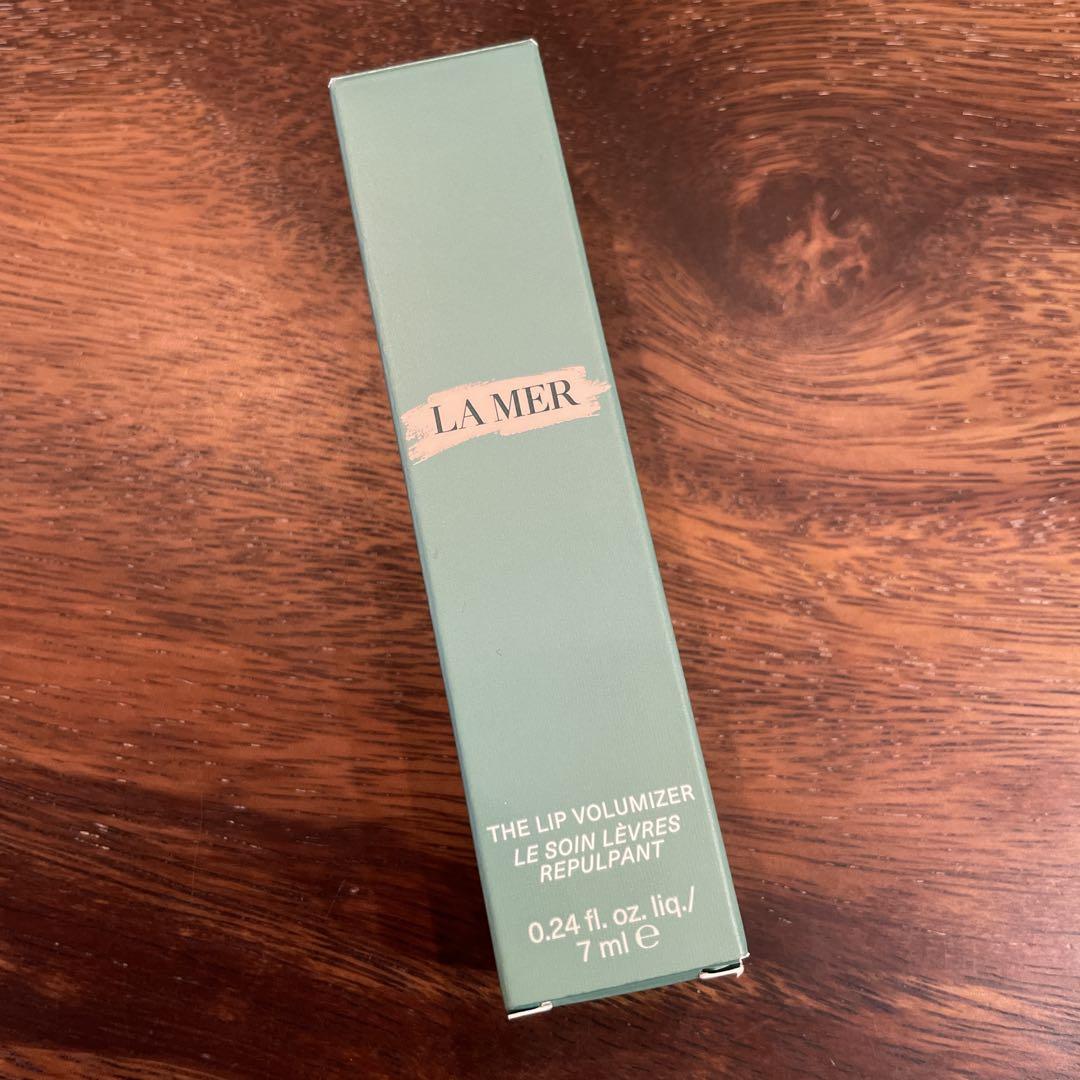 LA MER
THE LIP VOLUMIZER
LE SOIN LÈVRES
REPULPANT
0.24 fl. oz. liq./
7 ml ℮